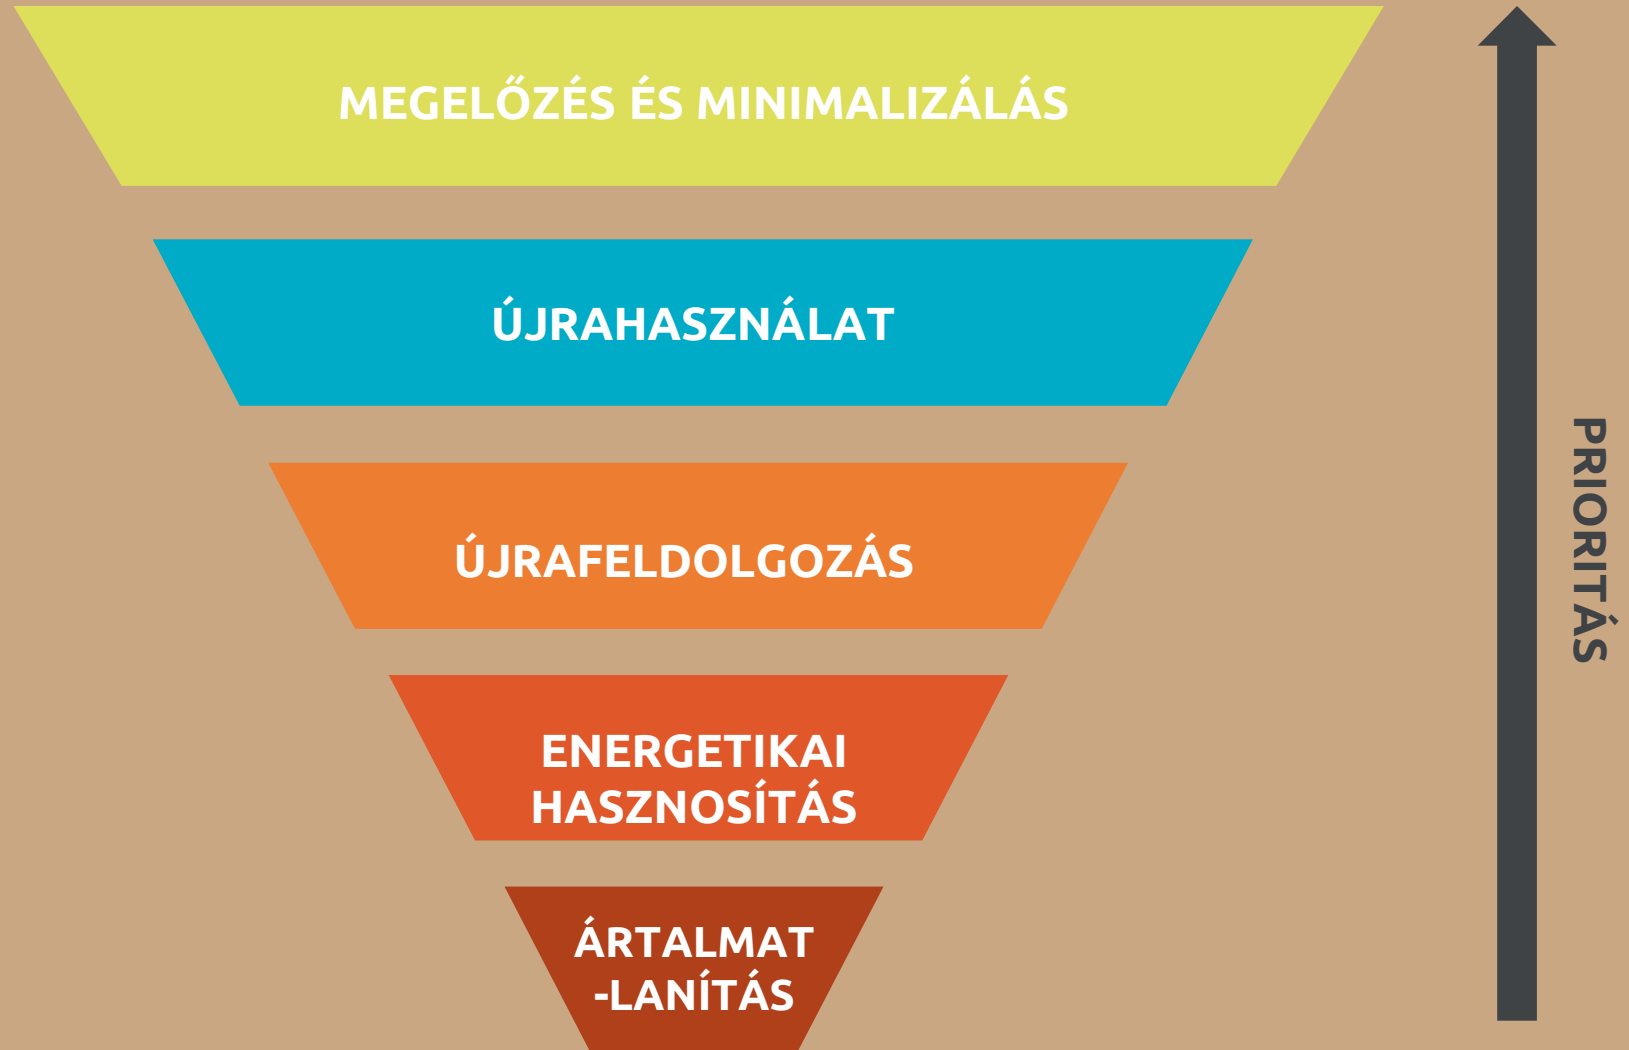 MEGELŐZÉS ÉS MINIMALIZÁLÁS
ÚJRAHASZNÁLAT
ÚJRAFELDOLGOZÁS
ENERGETIKAI
HASZNOSÍTÁS
ÁRTALMAT
-LANÍTÁS
PRIORITÁS